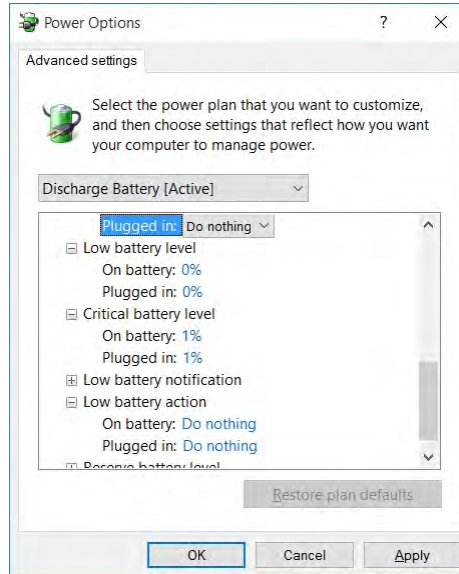 Power Options
Advanced settings
Select the power plan that you want to customize,
and then choose settings that reflect how you want
your computer to manage power.
Discharge Battery [Active]
Plugged in: Do nothing
Low battery level
On battery: 0%
Plugged in: 0%
Critical battery level
On battery: 1%
Plugged in: 1%
Low battery notification
Low battery action
On battery: Do nothing
Plugged in: Do nothing
Reserve battery level
Restore plan defaults
OK Cancel Apply